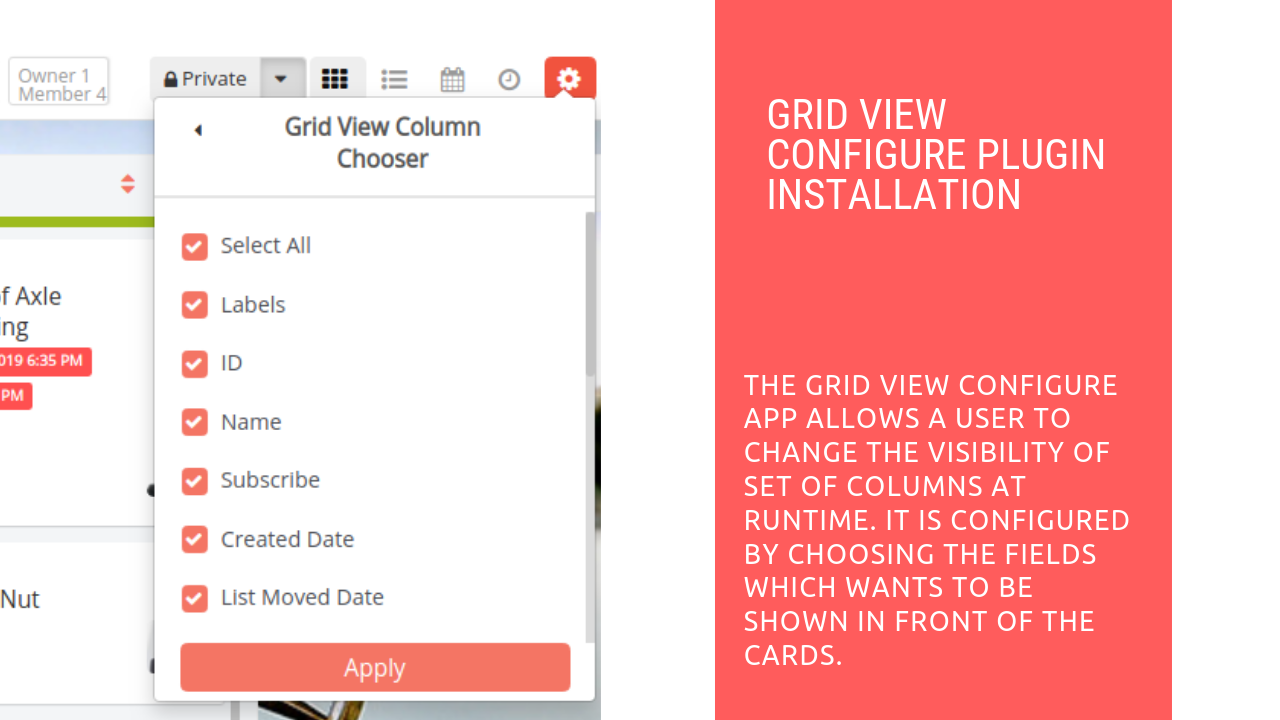 Owner 1
Member 4
Private
Grid View Column
Chooser
Select All
Labels
ID
Name
Subscribe
Created Date
List Moved Date
Apply
f Axle
ing
019 6:35 PM
PM
Nut
GRID VIEW
CONFIGURE PLUGIN
INSTALLATION
THE GRID VIEW CONFIGURE
APP ALLOWS A USER TO
CHANGE THE VISIBILITY OF
SET OF COLUMNS AT
RUNTIME. IT IS CONFIGURED
BY CHOOSING THE FIELDS
WHICH WANTS TO BE
SHOWN IN FRONT OF THE
CARDS.